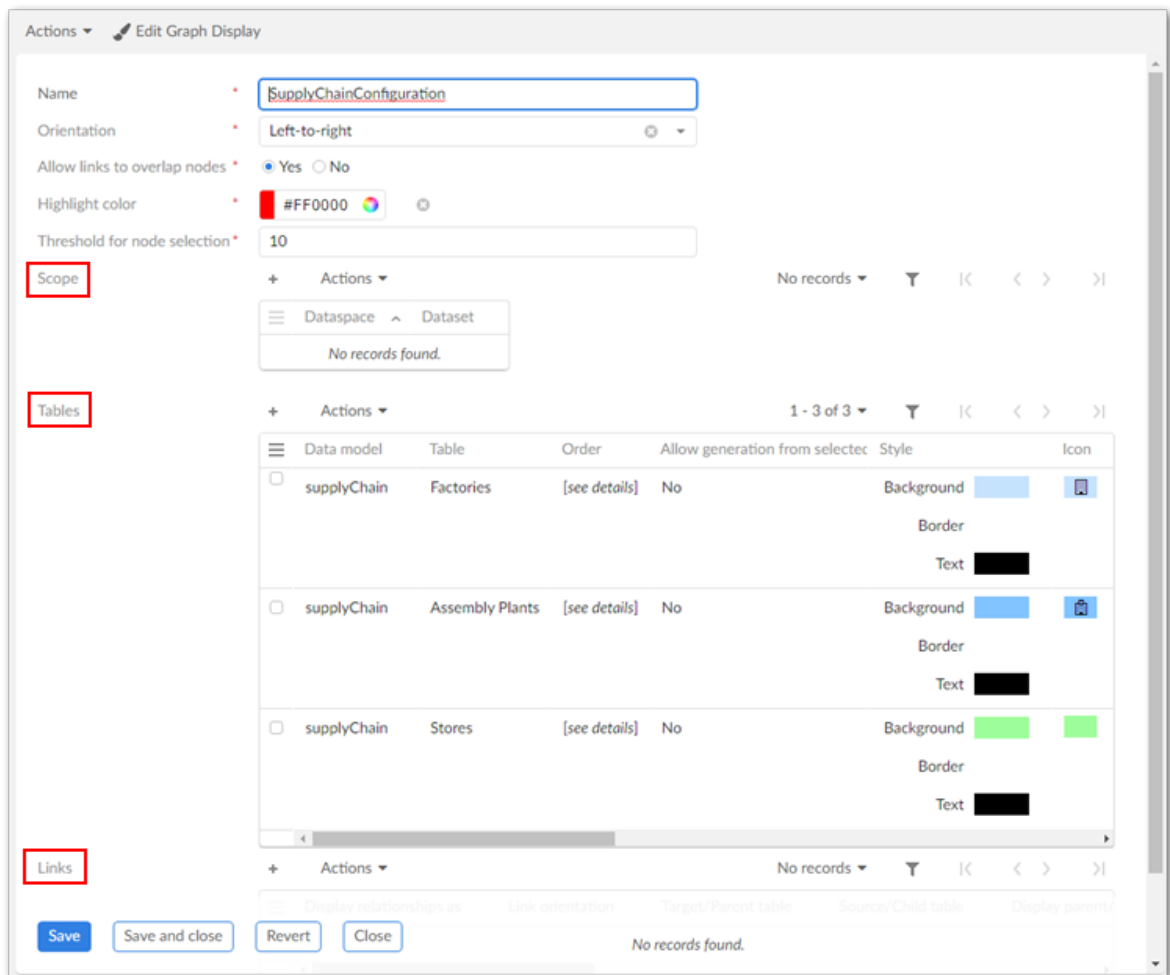 Actions Edit Graph Display
Name * SupplyChainConfiguration
Orientation * Left-to-right
Allow links to overlap nodes * Yes No
Highlight color * #FF0000
Threshold for node selection * 10
Scope + Actions No records
Dataspace Dataset
No records found.
Tables + Actions 1 - 3 of 3
Data model Table Order Allow generation from selectec Style Icon
supplyChain Factories [see details] No Background
Border
Text
supplyChain Assembly Plants [see details] No Background
Border
Text
supplyChain Stores [see details] No Background
Border
Text
Links + Actions No records
Display relationships as Link orientation Target/Parent table Source/Child table Display parent/
Save Save and close Revert Close No records found.